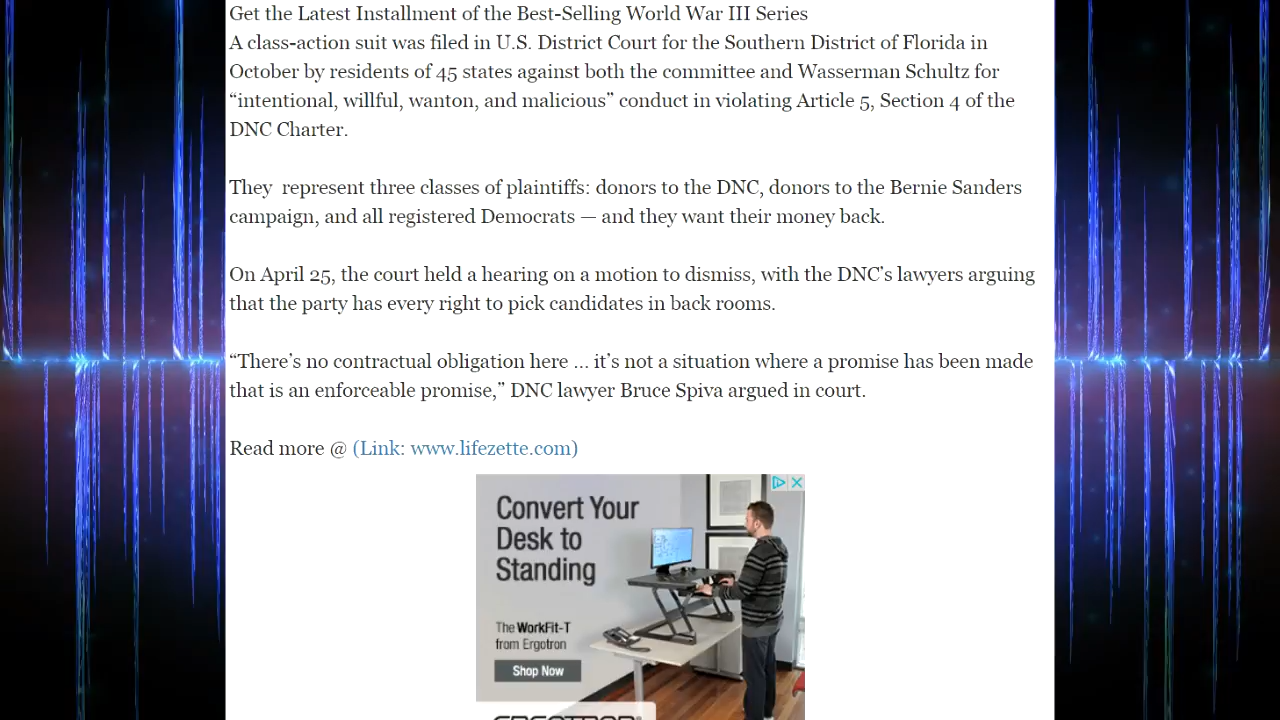 Get the Latest Installment of the Best-Selling World War III Series
A class-action suit was filed in U.S. District Court for the Southern District of Florida in
October by residents of 45 states against both the committee and Wasserman Schultz for
“intentional, willful, wanton, and malicious” conduct in violating Article 5, Section 4 of the
DNC Charter.
They  represent three classes of plaintiffs: donors to the DNC, donors to the Bernie Sanders
campaign, and all registered Democrats — and they want their money back.
On April 25, the court held a hearing on a motion to dismiss, with the DNC’s lawyers arguing
that the party has every right to pick candidates in back rooms.
“There’s no contractual obligation here … it’s not a situation where a promise has been made
that is an enforceable promise,” DNC lawyer Bruce Spiva argued in court.
Read more @ (Link: www.lifezette.com)
Convert Your
Desk to
Standing
The WorkFit-T
from Ergotron
Shop Now